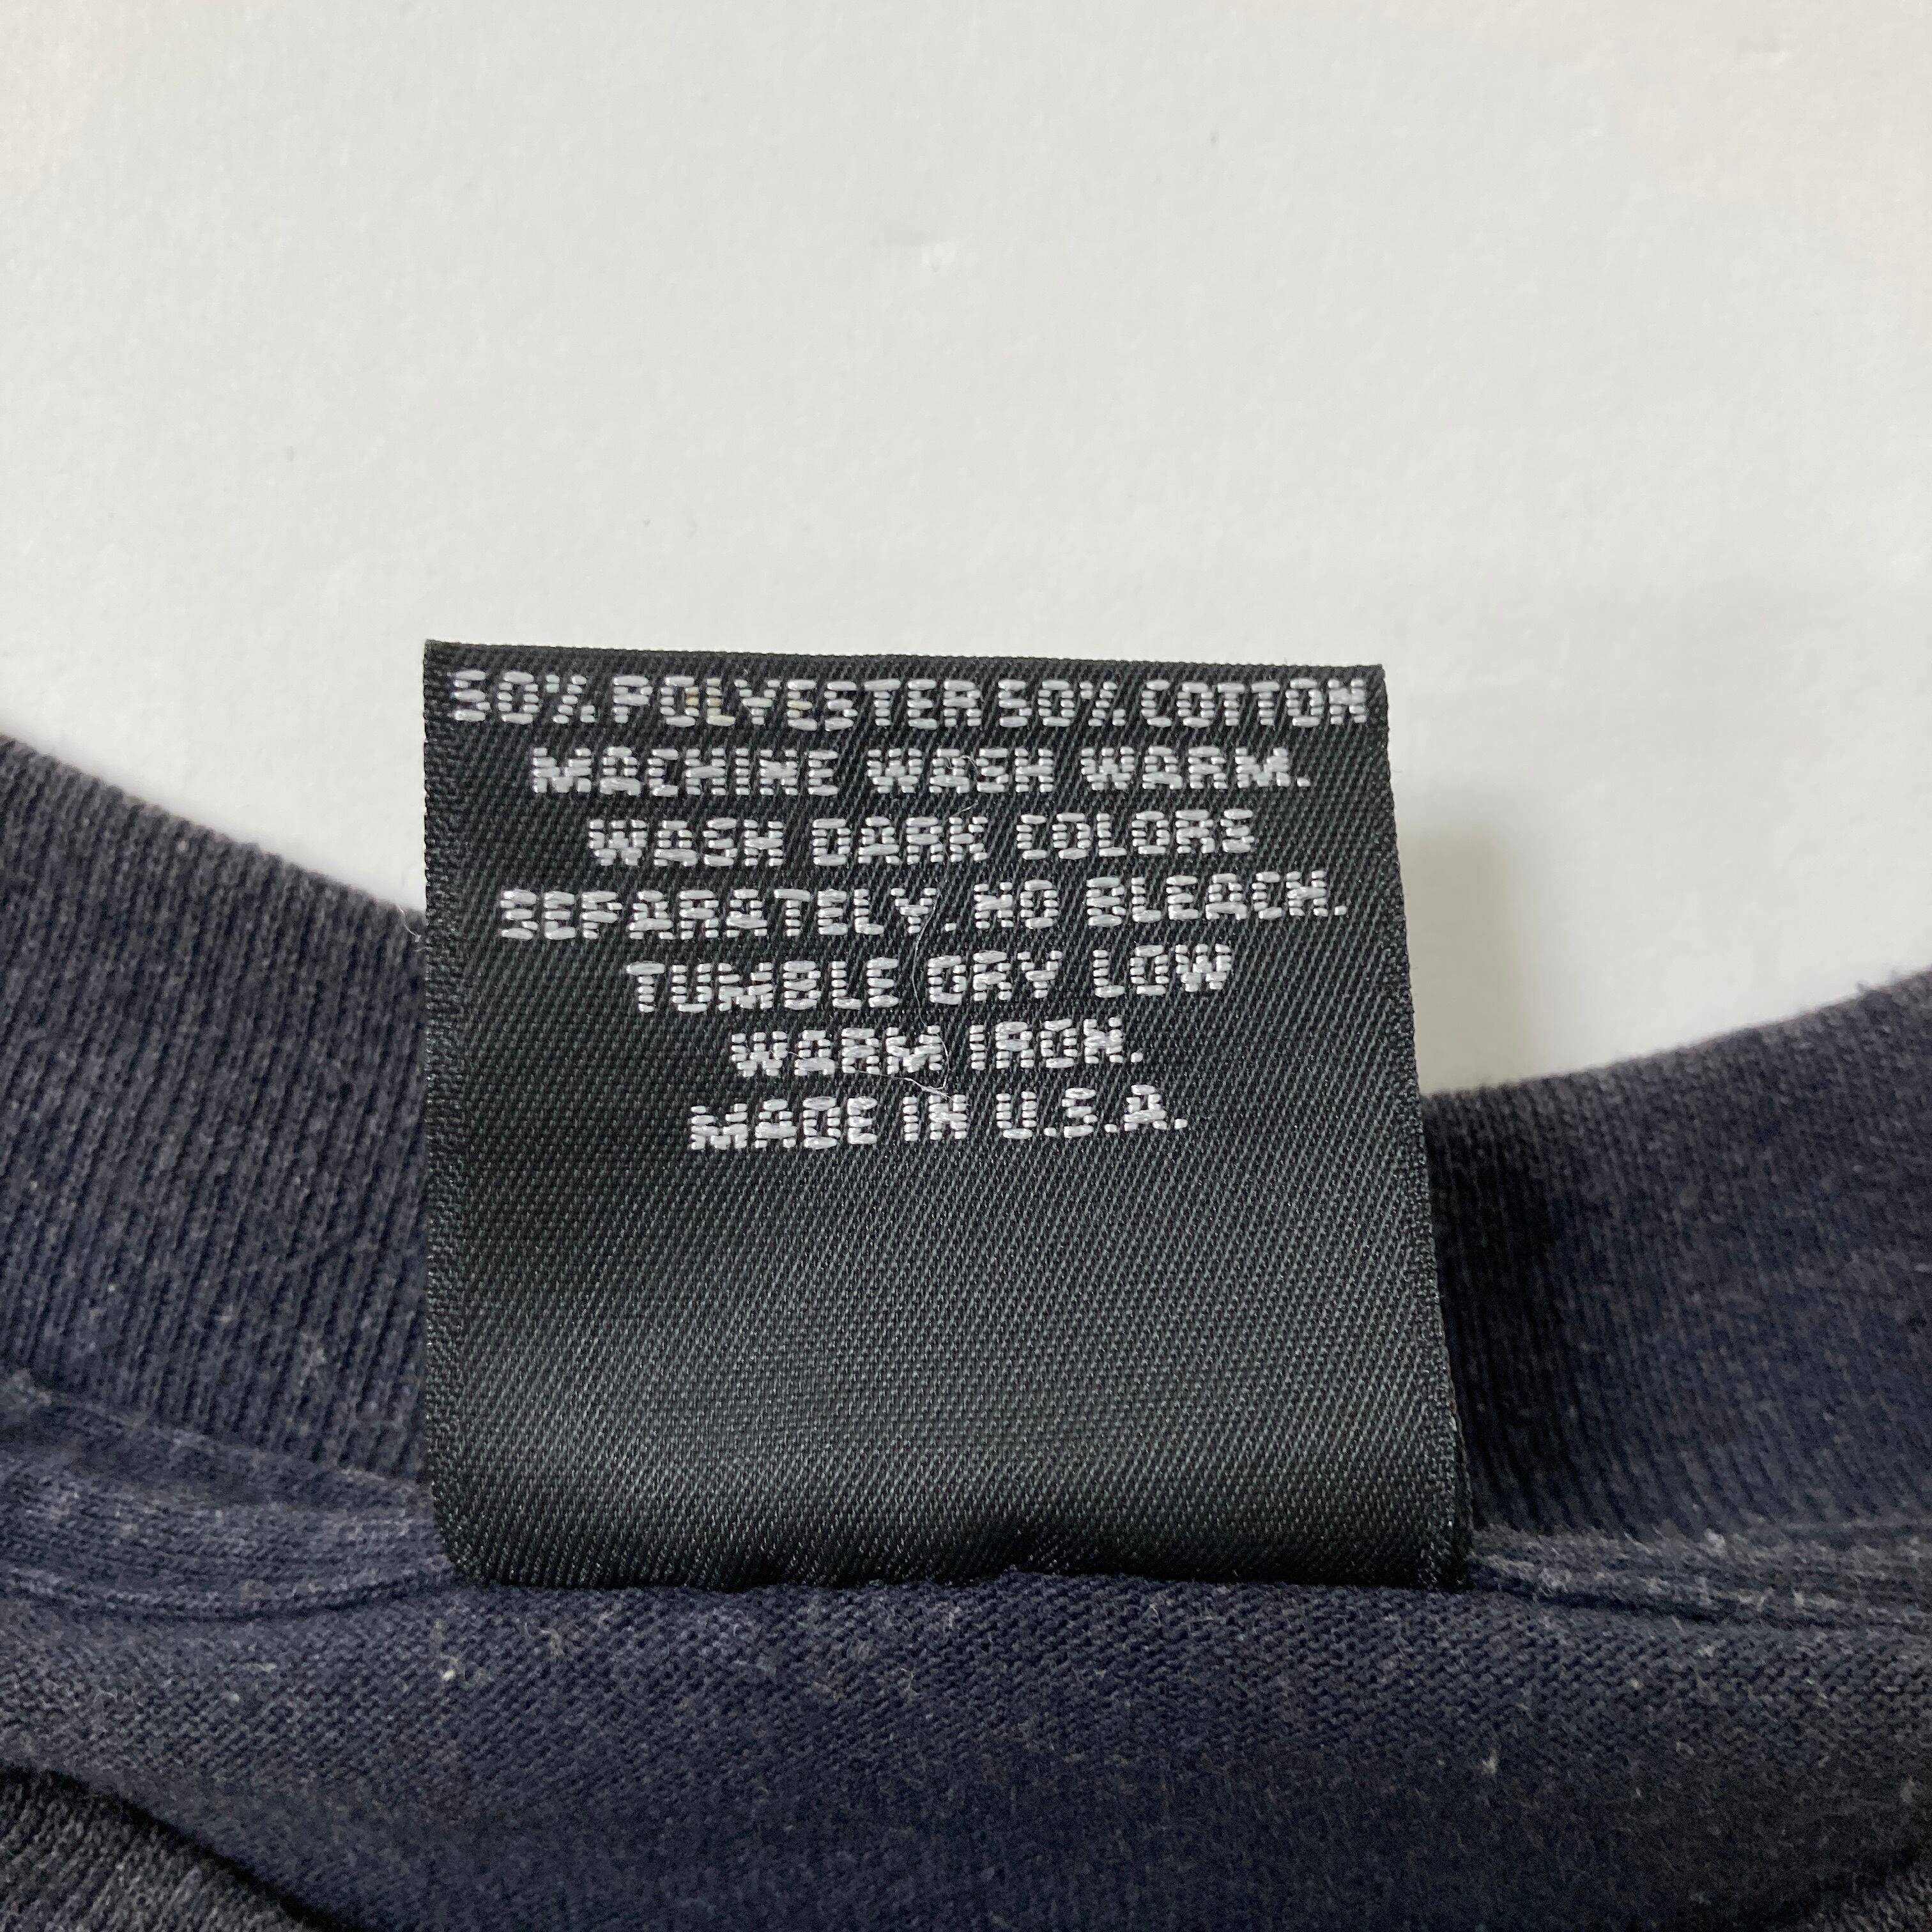 50% POLYESTER 50% COTTON
MACHINE WASH WARM.
WASH DARK COLORS
SEPARATELY. NO BLEACH.
TUMBLE DRY LOW
WARM IRON.
MADE IN U.S.A.